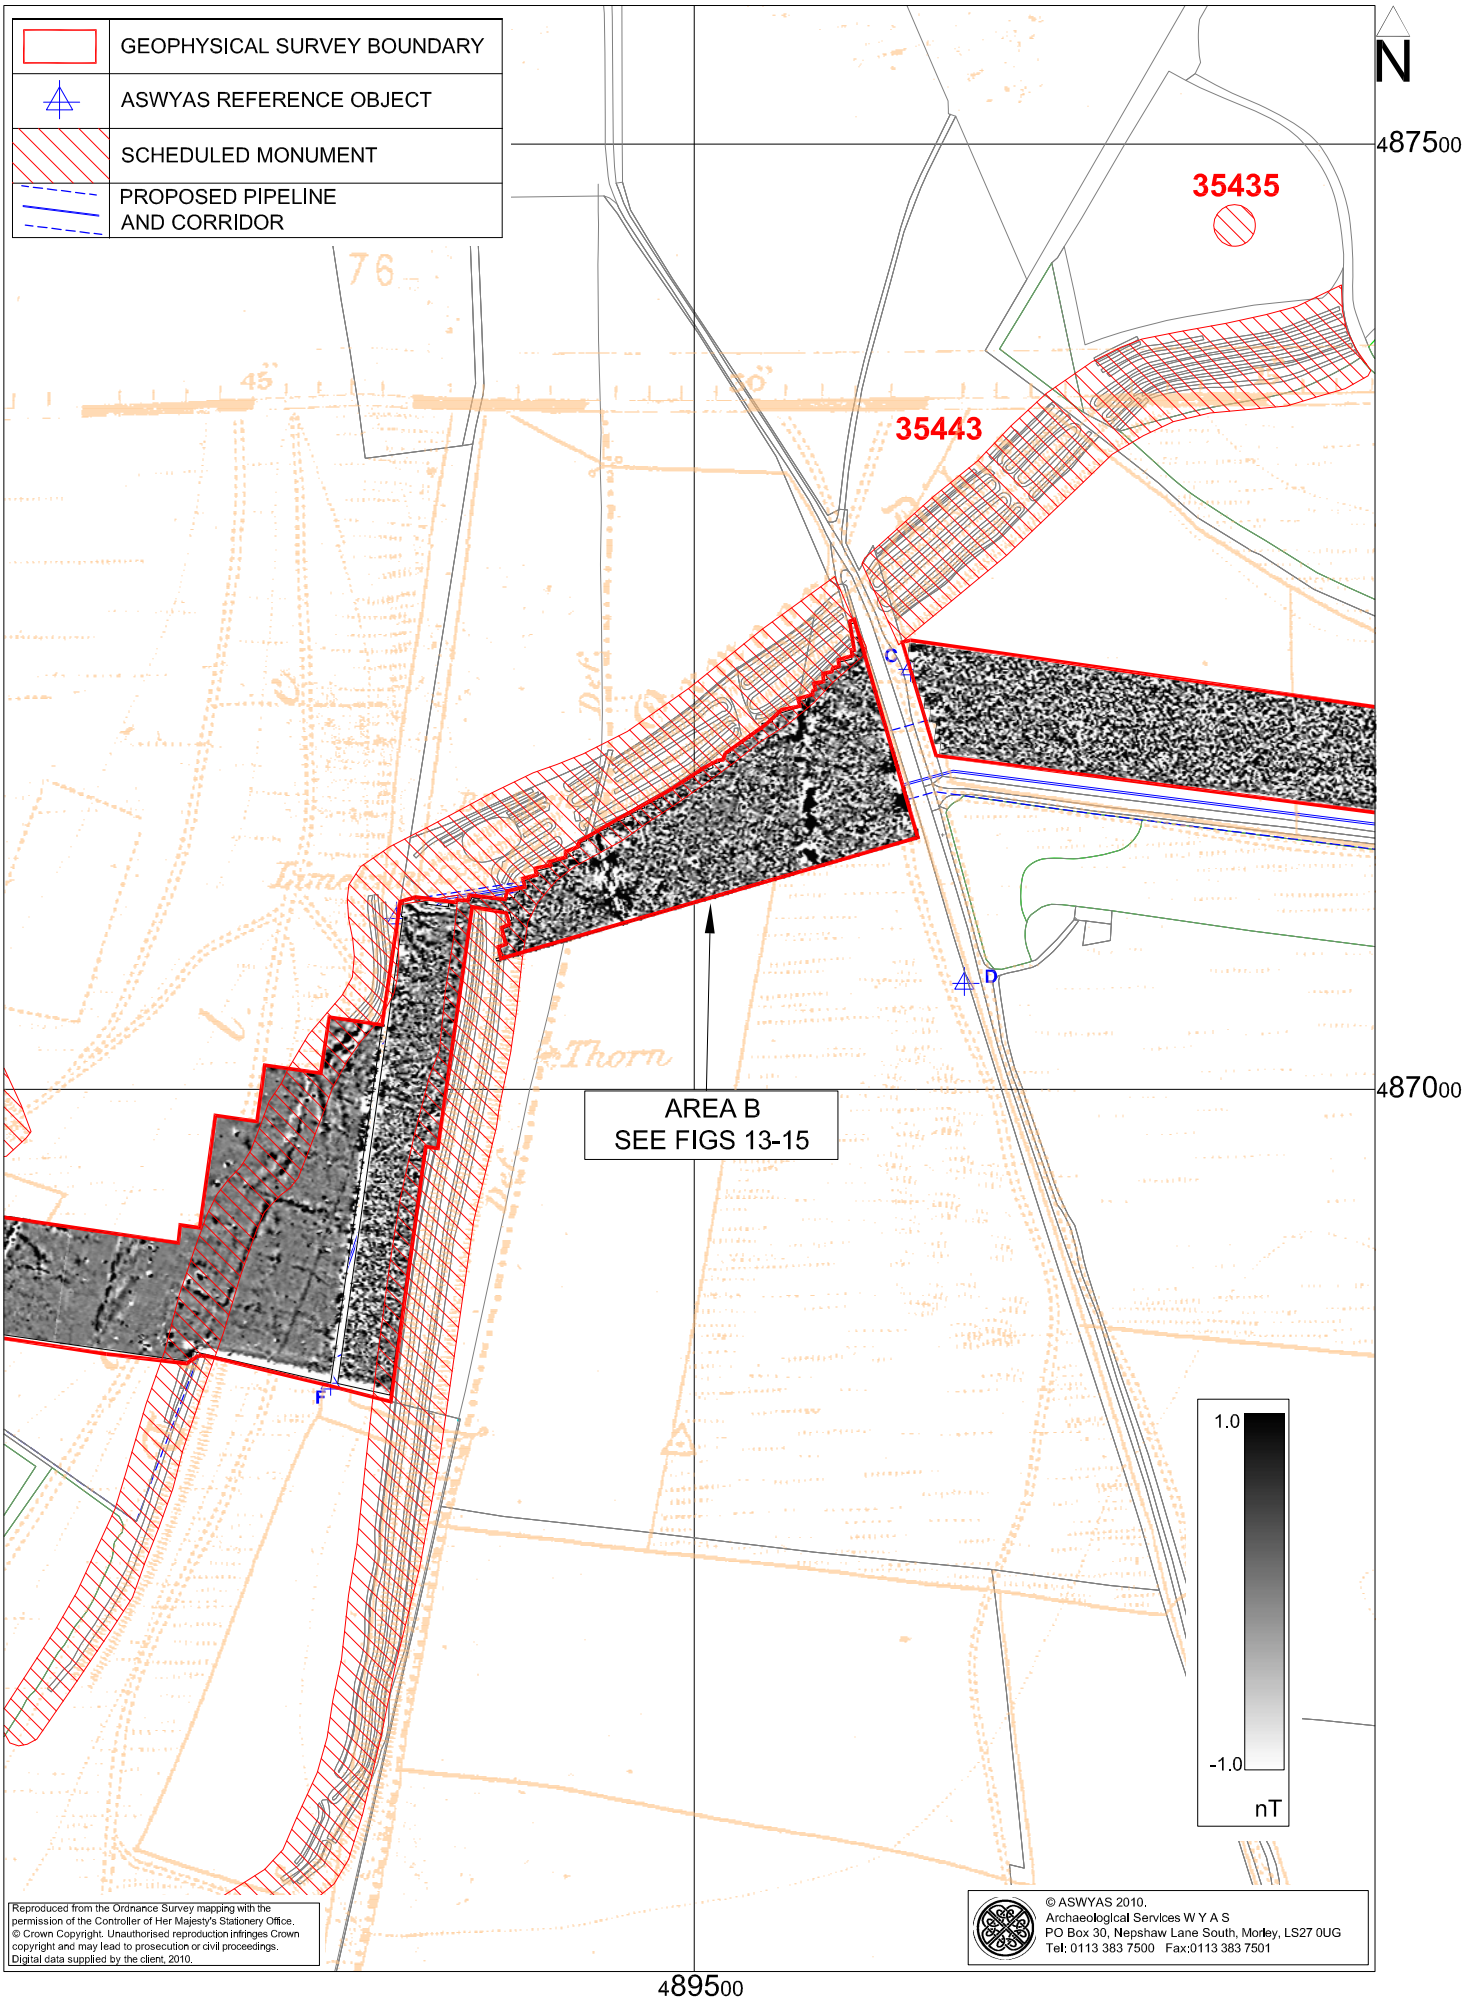 GEOPHYSICAL SURVEY BOUNDARY
ASWYAS REFERENCE OBJECT
SCHEDULED MONUMENT
PROPOSED PIPELINE
AND CORRIDOR
N
487500
35435
76
45"
50"
35443
Def.
C
D
Thorn
487000
AREA B
SEE FIGS 13-15
Def.
F
1.0
-1.0
nT
Reproduced from the Ordnance Survey mapping with the
permission of the Controller of Her Majesty's Stationery Office.
© Crown Copyright. Unauthorised reproduction infringes Crown
copyright and may lead to prosecution or civil proceedings.
Digital data supplied by the client, 2010.
© ASWYAS 2010.
Archaeological Services W Y A S
PO Box 30, Nepshaw Lane South, Morley, LS27 0UG
Tel: 0113 383 7500 Fax:0113 383 7501
489500